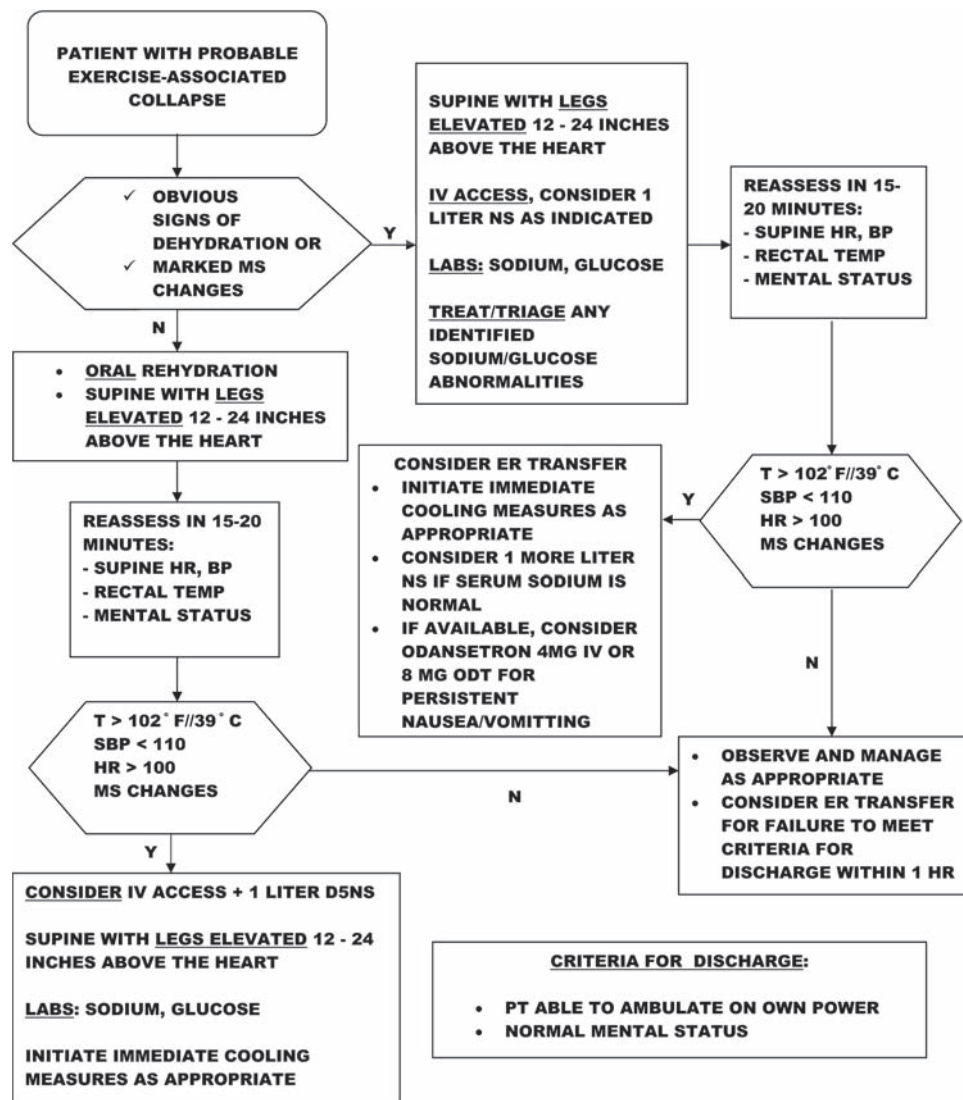 PATIENT WITH PROBABLE
EXERCISE-ASSOCIATED
COLLAPSE
✓ OBVIOUS
SIGNS OF
DEHYDRATION OR
✓ MARKED MS
CHANGES
Y
N
SUPINE WITH LEGS
ELEVATED 12 - 24 INCHES
ABOVE THE HEART
IV ACCESS, CONSIDER 1
LITER NS AS INDICATED
LABS: SODIUM, GLUCOSE
TREAT/TRIAGE ANY
IDENTIFIED
SODIUM/GLUCOSE
ABNORMALITIES
REASSESS IN 15-
20 MINUTES:
- SUPINE HR, BP
- RECTAL TEMP
- MENTAL STATUS
• ORAL REHYDRATION
• SUPINE WITH LEGS
ELEVATED 12 - 24 INCHES
ABOVE THE HEART
REASSESS IN 15-20
MINUTES:
- SUPINE HR, BP
- RECTAL TEMP
- MENTAL STATUS
CONSIDER ER TRANSFER
• INITIATE IMMEDIATE
COOLING MEASURES AS
APPROPRIATE
• CONSIDER 1 MORE LITER
NS IF SERUM SODIUM IS
NORMAL
• IF AVAILABLE, CONSIDER
ODANSETRON 4MG IV OR
8 MG ODT FOR
PERSISTENT
NAUSEA/VOMITTING
Y
T > 102˚ F//39˚ C
SBP < 110
HR > 100
MS CHANGES
N
T > 102˚ F//39˚ C
SBP < 110
HR > 100
MS CHANGES
N
Y
• OBSERVE AND MANAGE
AS APPROPRIATE
• CONSIDER ER TRANSFER
FOR FAILURE TO MEET
CRITERIA FOR
DISCHARGE WITHIN 1 HR
CONSIDER IV ACCESS + 1 LITER D5NS
SUPINE WITH LEGS ELEVATED 12 - 24
INCHES ABOVE THE HEART
LABS: SODIUM, GLUCOSE
INITIATE IMMEDIATE COOLING
MEASURES AS APPROPRIATE
CRITERIA FOR DISCHARGE:
• PT ABLE TO AMBULATE ON OWN POWER
• NORMAL MENTAL STATUS